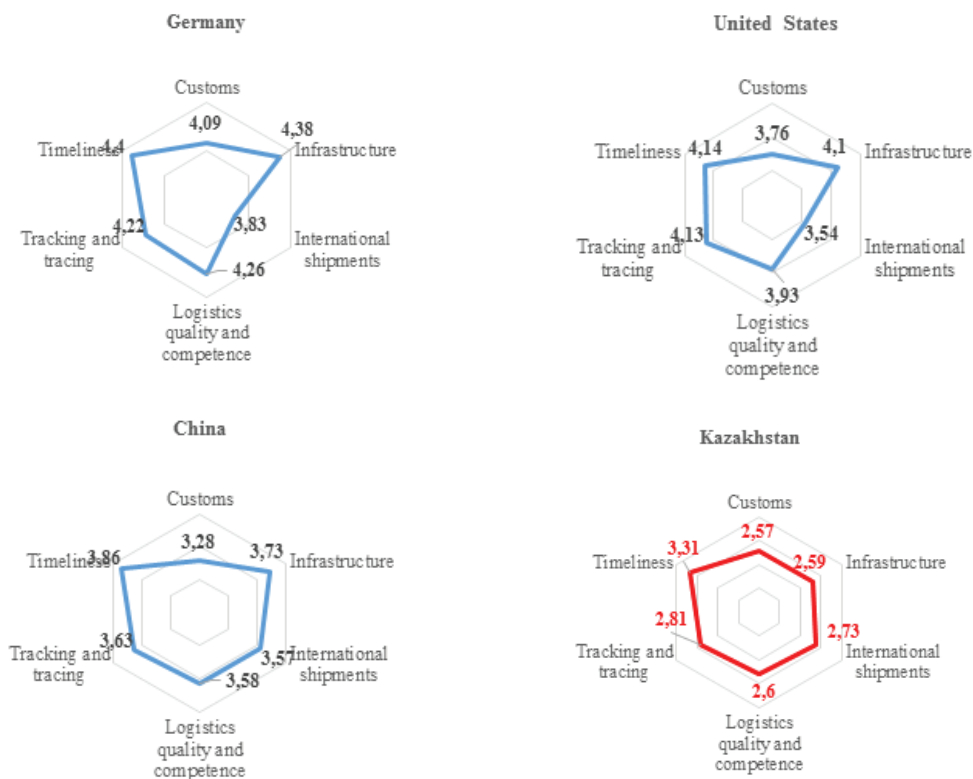 Germany
Customs
4,09
4,38
Timeliness
4,4
Infrastructure
3,83
4,22
Tracking and
tracing
International
shipments
4,26
Logistics
quality and
competence
United States
Customs
3,76
4,14
4,1
Timeliness
Infrastructure
3,54
4,13
Tracking and
tracing
International
shipments
3,93
Logistics
quality and
competence
China
Customs
3,28
3,73
3,86
Timeliness
Infrastructure
3,63
Tracking and
tracing
3,57
International
shipments
3,58
Logistics
quality and
competence
Kazakhstan
Customs
2,57
3,31
2,59
Timeliness
Infrastructure
2,81
2,73
Tracking and
tracing
International
shipments
2,6
Logistics
quality and
competence